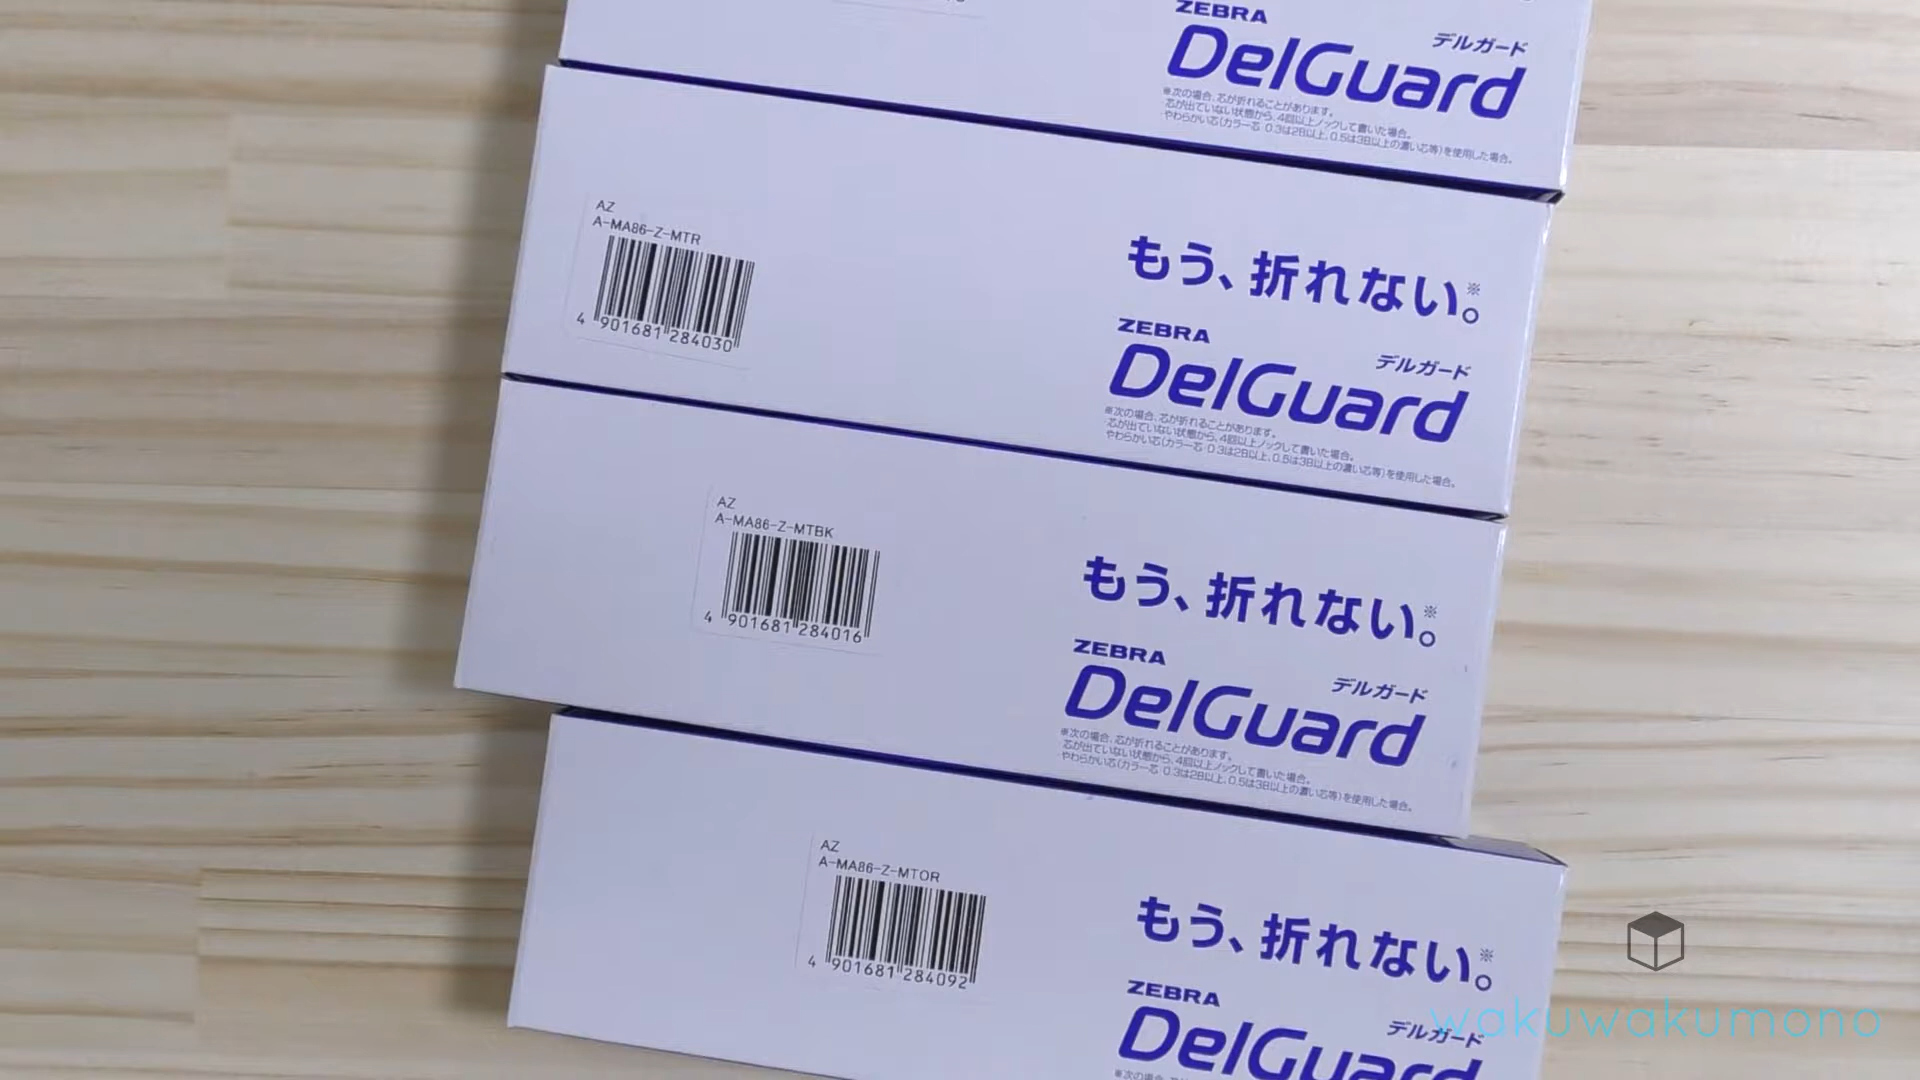 ZEBRA
デルガード
DelGuard
※次の場合、芯が折れることがあります。
芯が出ていない状態から、4回以上ノックして書いた場合。
やわらかい芯(カラー芯 0.3は2B以上、0.5は3B以上の濃い芯等)を使用した場合。
AZ
A-MA86-Z-MTR
4 901681 284030
もう、折れない。※
ZEBRA
デルガード
DelGuard
※次の場合、芯が折れることがあります。
芯が出ていない状態から、4回以上ノックして書いた場合。
やわらかい芯(カラー芯 0.3は2B以上、0.5は3B以上の濃い芯等)を使用した場合。
AZ
A-MA86-Z-MTBK
4 901681 284016
もう、折れない。※
ZEBRA
デルガード
DelGuard
※次の場合、芯が折れることがあります。
芯が出ていない状態から、4回以上ノックして書いた場合。
やわらかい芯(カラー芯 0.3は2B以上、0.5は3B以上の濃い芯等)を使用した場合。
AZ
A-MA86-Z-MTOR
4 901681 284092
もう、折れない。※
ZEBRA
デルガード
DelGuard
wakuwakumono